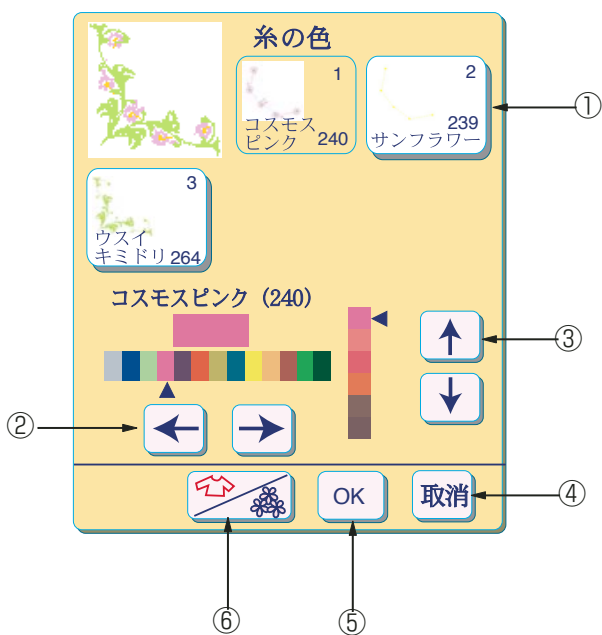 糸の色
1
コスモス
ピンク 240
2
239
サンフラワー
①
3
ウスイ
キミドリ 264
コスモスピンク（240）
③
②
OK
取消
④
⑥
⑤